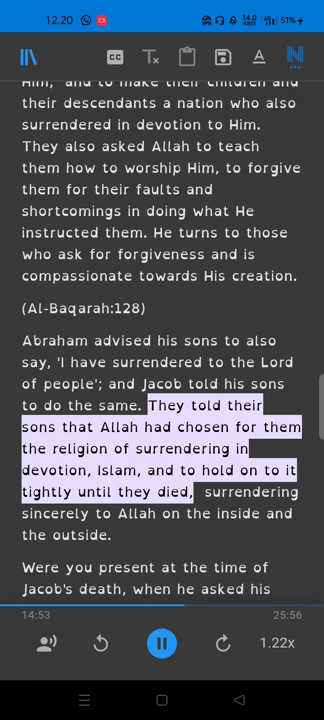 12.20
14.0
KB/S
4G
51%
CC
T
A
N
Him, and to make their children and
their descendants a nation who also
surrendered in devotion to Him.
They also asked Allah to teach
them how to worship Him, to forgive
them for their faults and
shortcomings in doing what He
instructed them. He turns to those
who ask for forgiveness and is
compassionate towards His creation.
(Al-Baqarah:128)
Abraham advised his sons to also
say, 'I have surrendered to the Lord
of people'; and Jacob told his sons
to do the same. They told their
sons that Allah had chosen for them
the religion of surrendering in
devotion, Islam, and to hold on to it
tightly until they died, surrendering
sincerely to Allah on the inside and
the outside.
Were you present at the time of
Jacob's death, when he asked his
14:53
25:56
1.22x